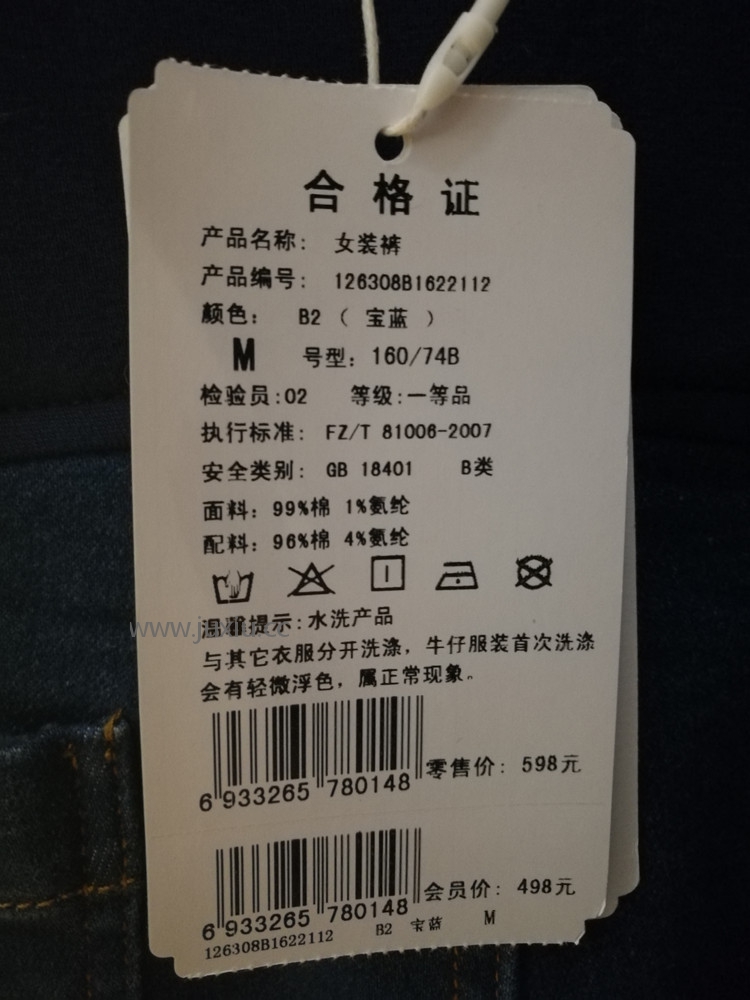 合格证
产品名称： 女装裤
产品编号： 126308B1622112
颜色： B2 （ 宝蓝 ）
M 号型：160/74B
检验员:02 等级:一等品
执行标准： FZ/T 81006-2007
安全类别： GB 18401 B类
面料：99%棉 1%氨纶
配料：96%棉 4%氨纶
温馨提示：水洗产品
与其它衣服分开洗涤，牛仔服装首次洗涤
会有轻微浮色，属正常现象。
6 933265 780148 零售价： 598元
6 933265 780148 会员价： 498元
126308B1622112 B2 宝蓝 M